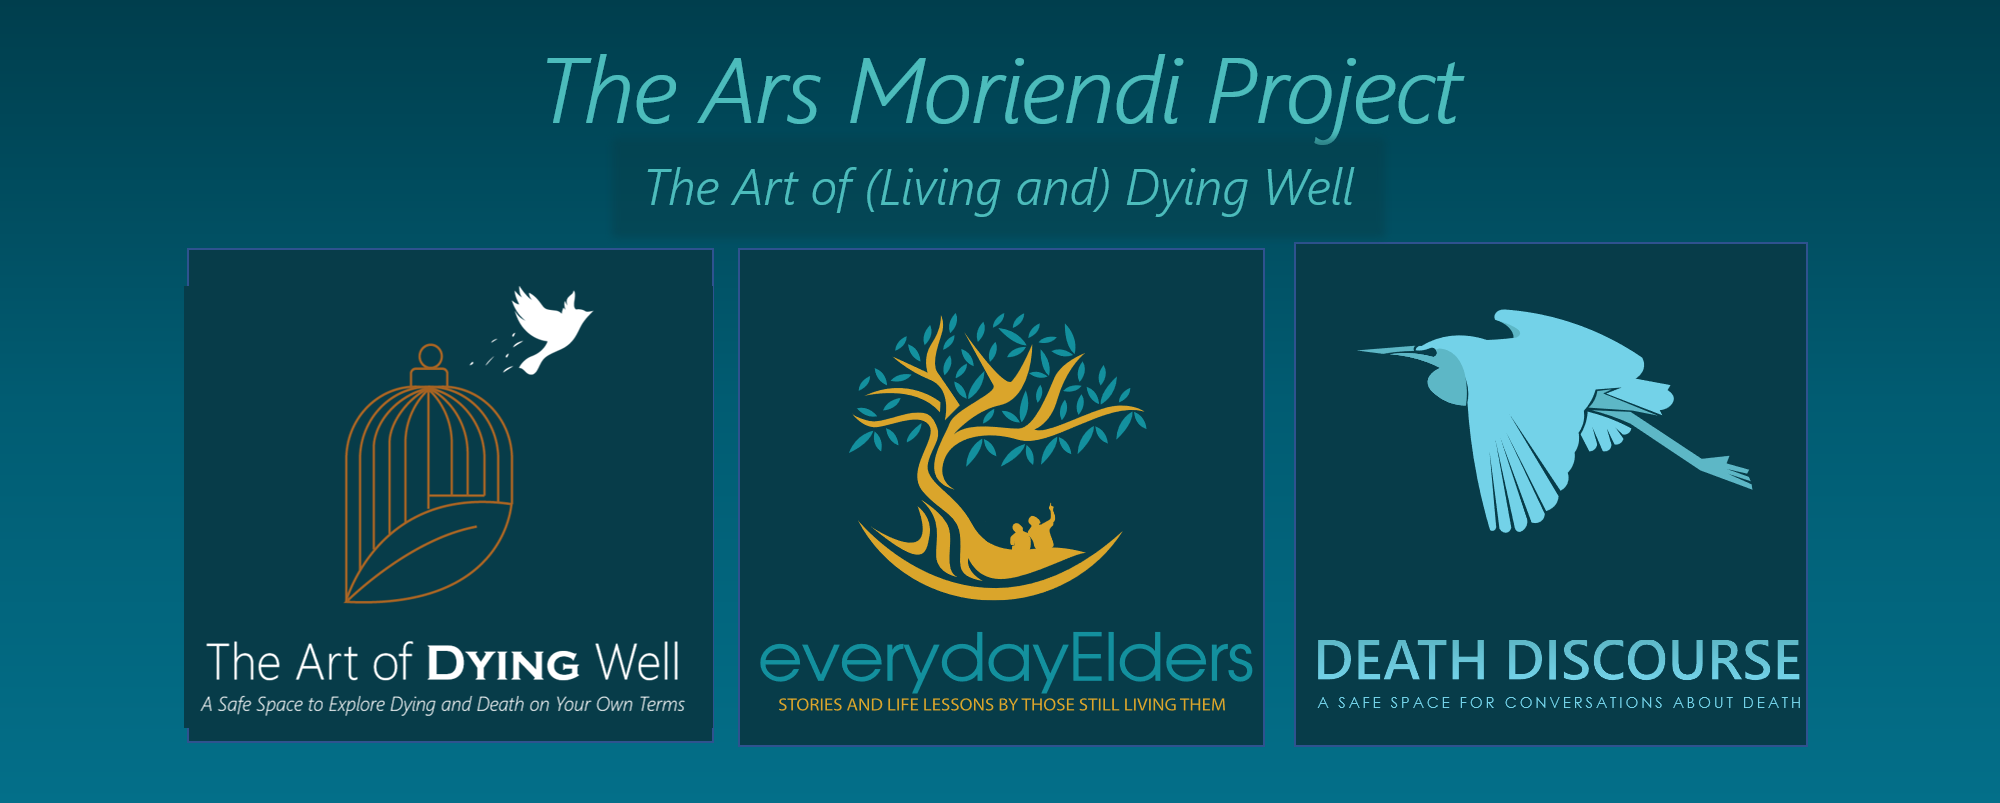 The Ars Moriendi Project
The Art of (Living and) Dying Well
The Art of DYING Well
A Safe Space to Explore Dying and Death on Your Own Terms
everydayElders
STORIES AND LIFE LESSONS BY THOSE STILL LIVING THEM
DEATH DISCOURSE
A SAFE SPACE FOR CONVERSATIONS ABOUT DEATH